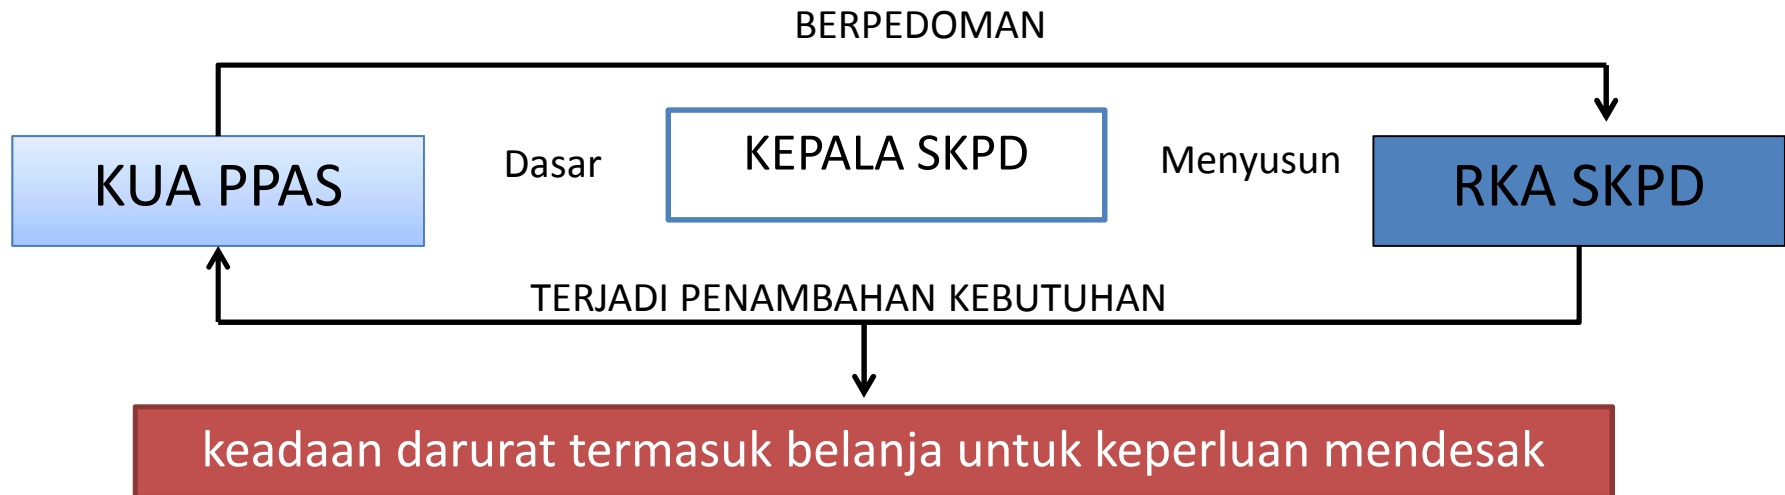 BERPEDOMAN
KUA PPAS
Dasar
KEPALA SKPD
Menyusun
RKA SKPD
TERJADI PENAMBAHAN KEBUTUHAN
keadaan darurat termasuk belanja untuk keperluan mendesak